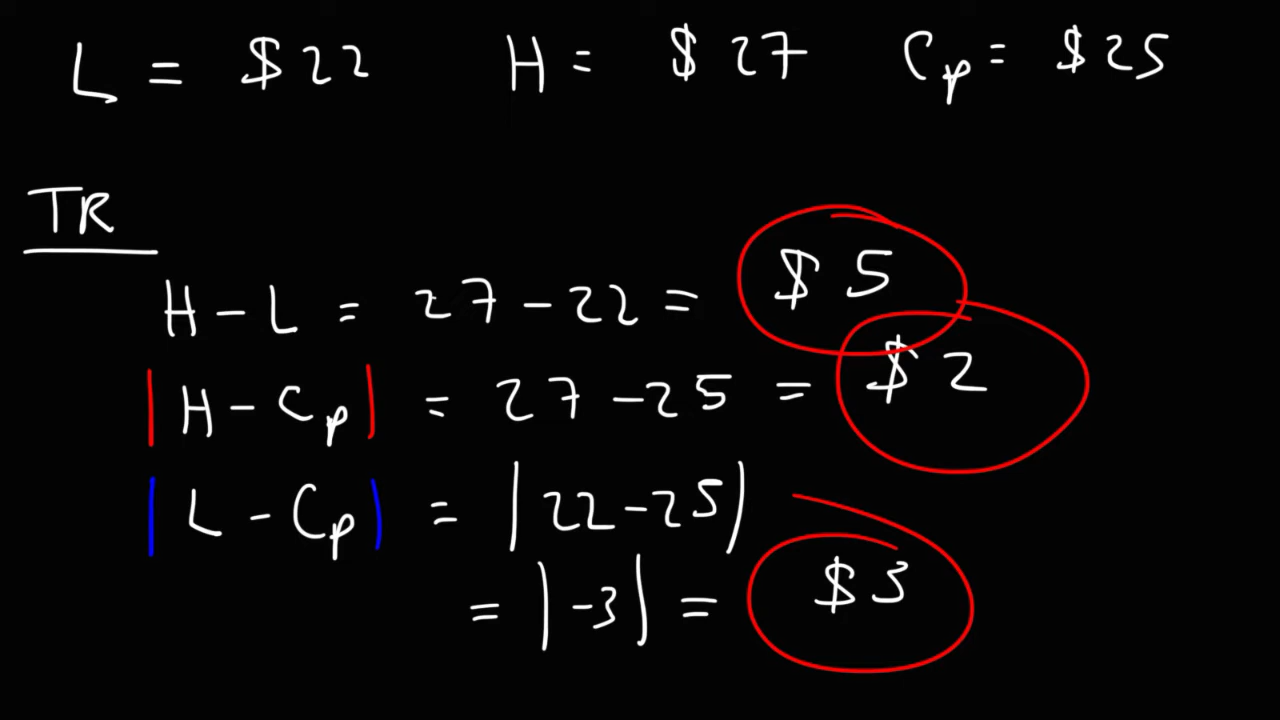 L = $22 H = $27 Cp = $25
TR
H - L = 27 - 22 = $5
|H - Cp| = 27 - 25 = $2
|L - Cp| = |22 - 25|
= |-3| = $3